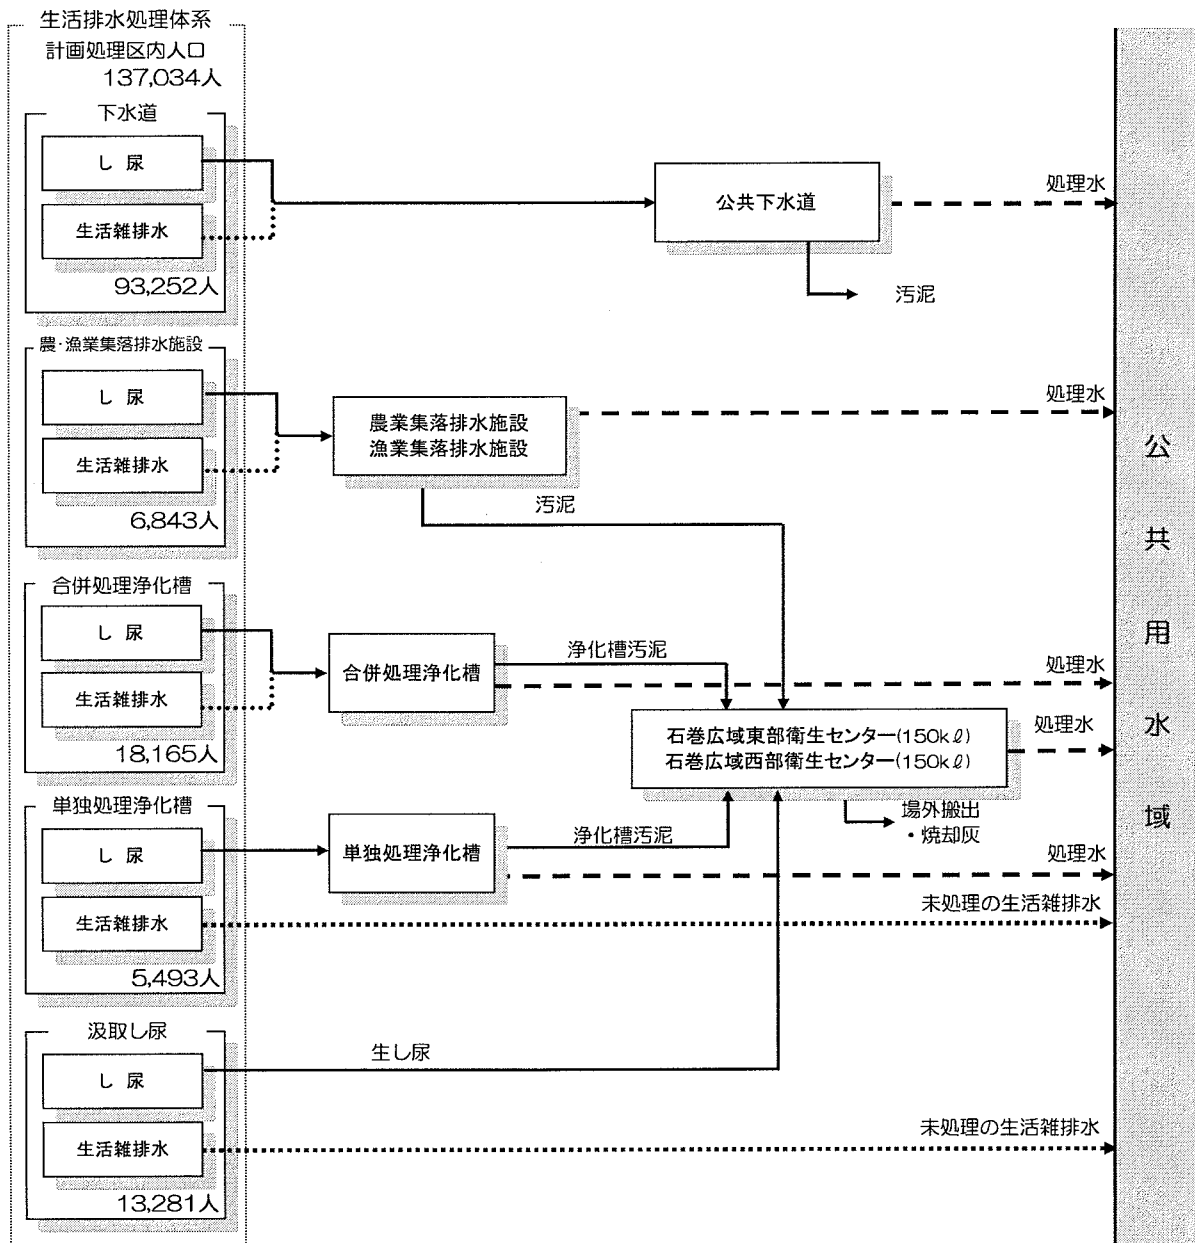 生活排水処理体系
計画処理区内人口
137,034人
下水道
し 尿
生活雑排水
93,252人
公共下水道
処理水
汚泥
農・漁業集落排水施設
し 尿
生活雑排水
6,843人
農業集落排水施設
漁業集落排水施設
処理水
汚泥
合併処理浄化槽
し 尿
生活雑排水
18,165人
合併処理浄化槽
浄化槽汚泥
処理水
石巻広域東部衛生センター(150kℓ)
石巻広域西部衛生センター(150kℓ)
処理水
場外搬出
・焼却灰
単独処理浄化槽
し 尿
生活雑排水
5,493人
単独処理浄化槽
浄化槽汚泥
処理水
未処理の生活雑排水
汲取し尿
し 尿
生活雑排水
13,281人
生し尿
未処理の生活雑排水
公共用水域